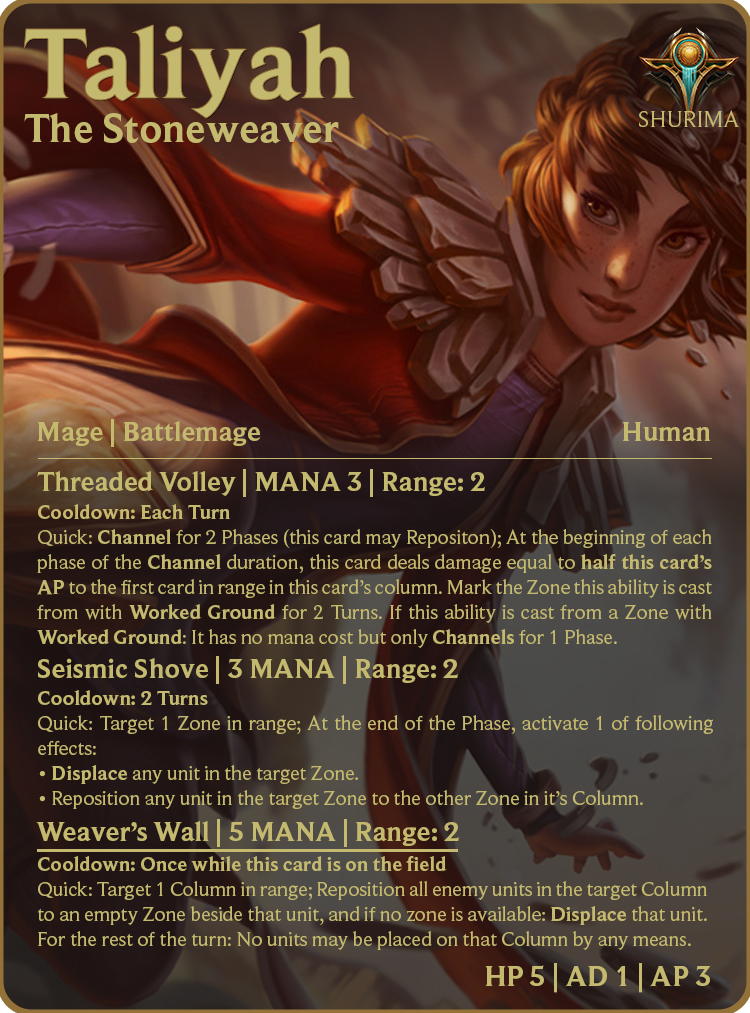 Taliyah
The Stoneweaver
SHURIMA
Mage | Battlemage
Human
Threaded Volley | MANA 3 | Range: 2
Cooldown: Each Turn
Quick: Channel for 2 Phases (this card may Repositon); At the beginning of each
phase of the Channel duration, this card deals damage equal to half this card's
AP to the first card in range in this card's column. Mark the Zone this ability is cast
from with Worked Ground for 2 Turns. If this ability is cast from a Zone with
Worked Ground: It has no mana cost but only Channels for 1 Phase.
Seismic Shove | 3 MANA | Range: 2
Cooldown: 2 Turns
Quick: Target 1 Zone in range; At the end of the Phase, activate 1 of following
effects:
• Displace any unit in the target Zone.
• Reposition any unit in the target Zone to the other Zone in it's Column.
Weaver's Wall | 5 MANA | Range: 2
Cooldown: Once while this card is on the field
Quick: Target 1 Column in range; Reposition all enemy units in the target Column
to an empty Zone beside that unit, and if no zone is available: Displace that unit.
For the rest of the turn: No units may be placed on that Column by any means.
HP 5 | AD 1 | AP 3